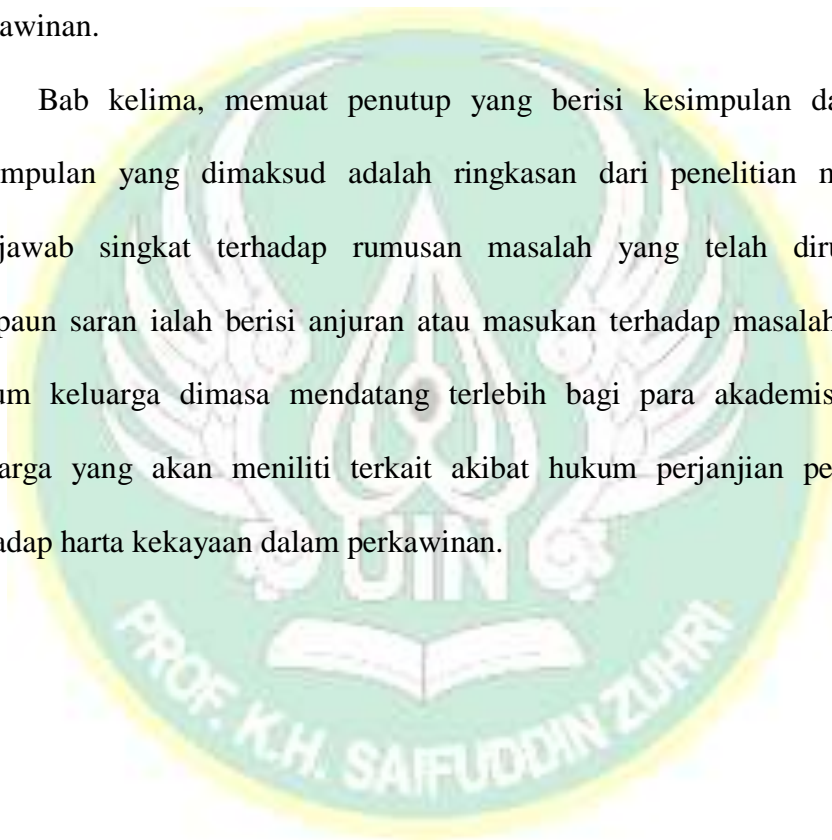 awinan.
Bab kelima, memuat penutup yang berisi kesimpulan da
mpulan yang dimaksud adalah ringkasan dari penelitian
jawab singkat terhadap rumusan masalah yang telah diru
paun saran ialah berisi anjuran atau masukan terhadap masalah
um keluarga dimasa mendatang terlebih bagi para akademis
arga yang akan meniliti terkait akibat hukum perjanjian pe
adap harta kekayaan dalam perkawinan.
UIN
PROF. K.H. SAIFUDDIN ZUHRI